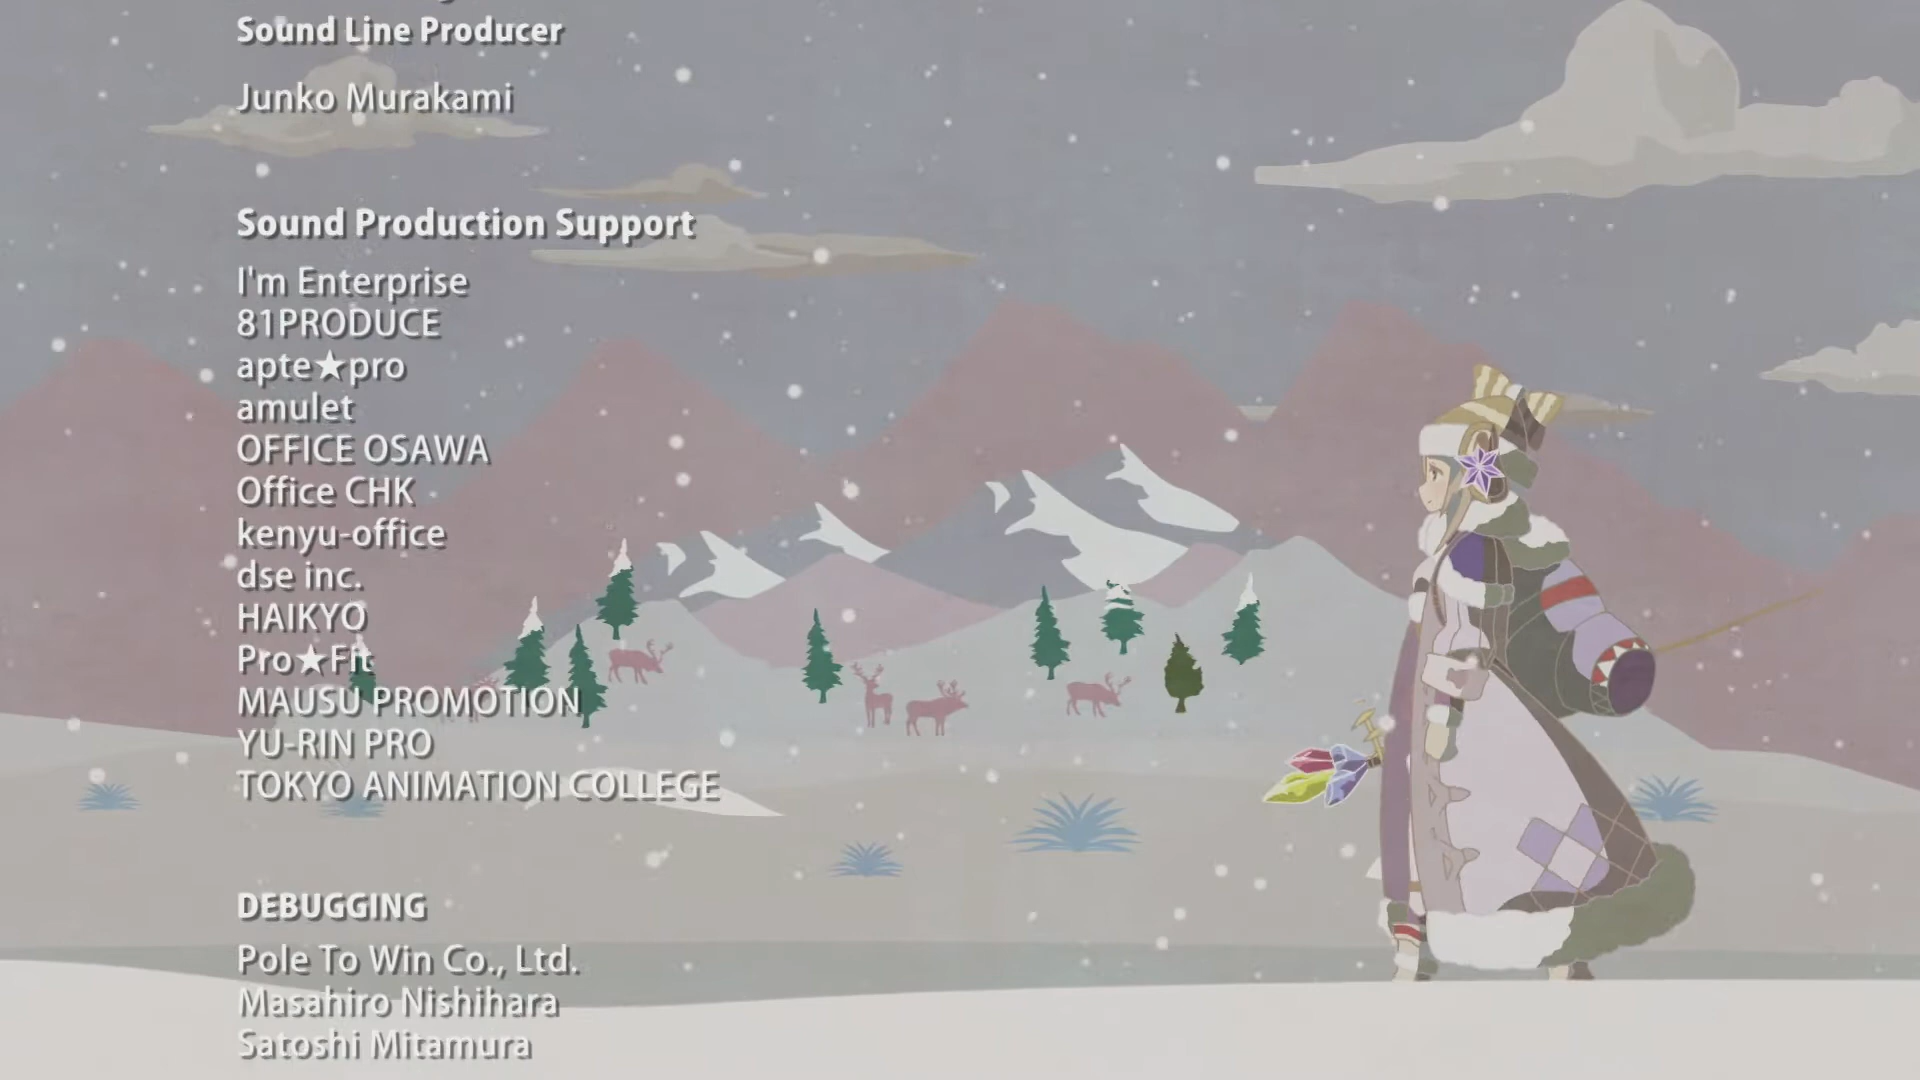 Sound Line Producer
Junko Murakami
Sound Production Support
I'm Enterprise
81PRODUCE
apte★pro
amulet
OFFICE OSAWA
Office CHK
kenyu-office
dse inc.
HAIKYO
Pro★Fit
MAUSU PROMOTION
YU-RIN PRO
TOKYO ANIMATION COLLEGE
DEBUGGING
Pole To Win Co., Ltd.
Masahiro Nishihara
Satoshi Mitamura